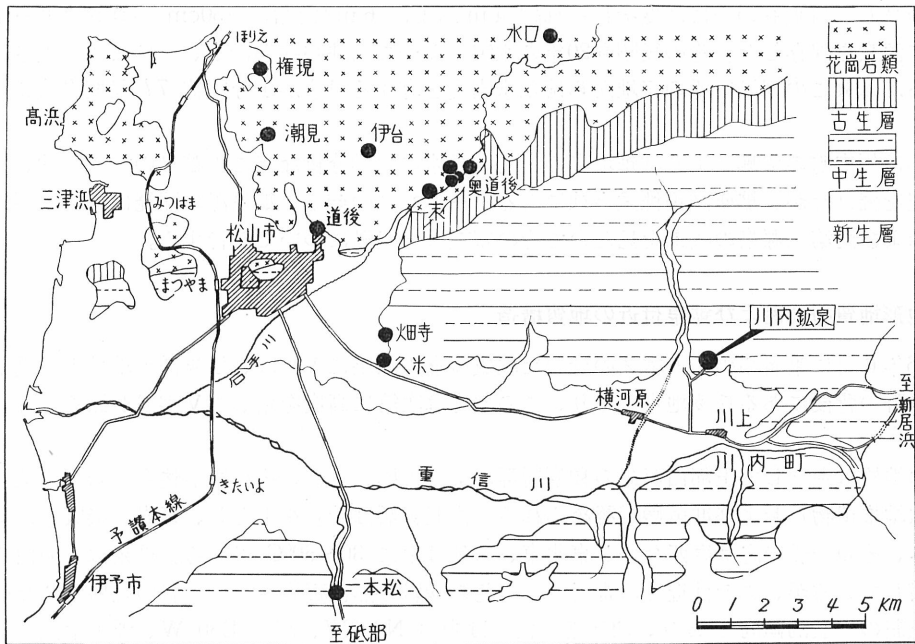 ほりえ
水口
権現
高浜
潮見
伊台
奥道後
三津浜
みつはま
末
道後
松山市
まつやま
畑寺
久米
石手川
川内鉱泉
横河原
川上
至新居浜
川内町
重信川
きたいよ
予讃本線
伊予市
本松
至砥部
花崗岩類
古生層
中生層
新生層
0 1 2 3 4 5 KM